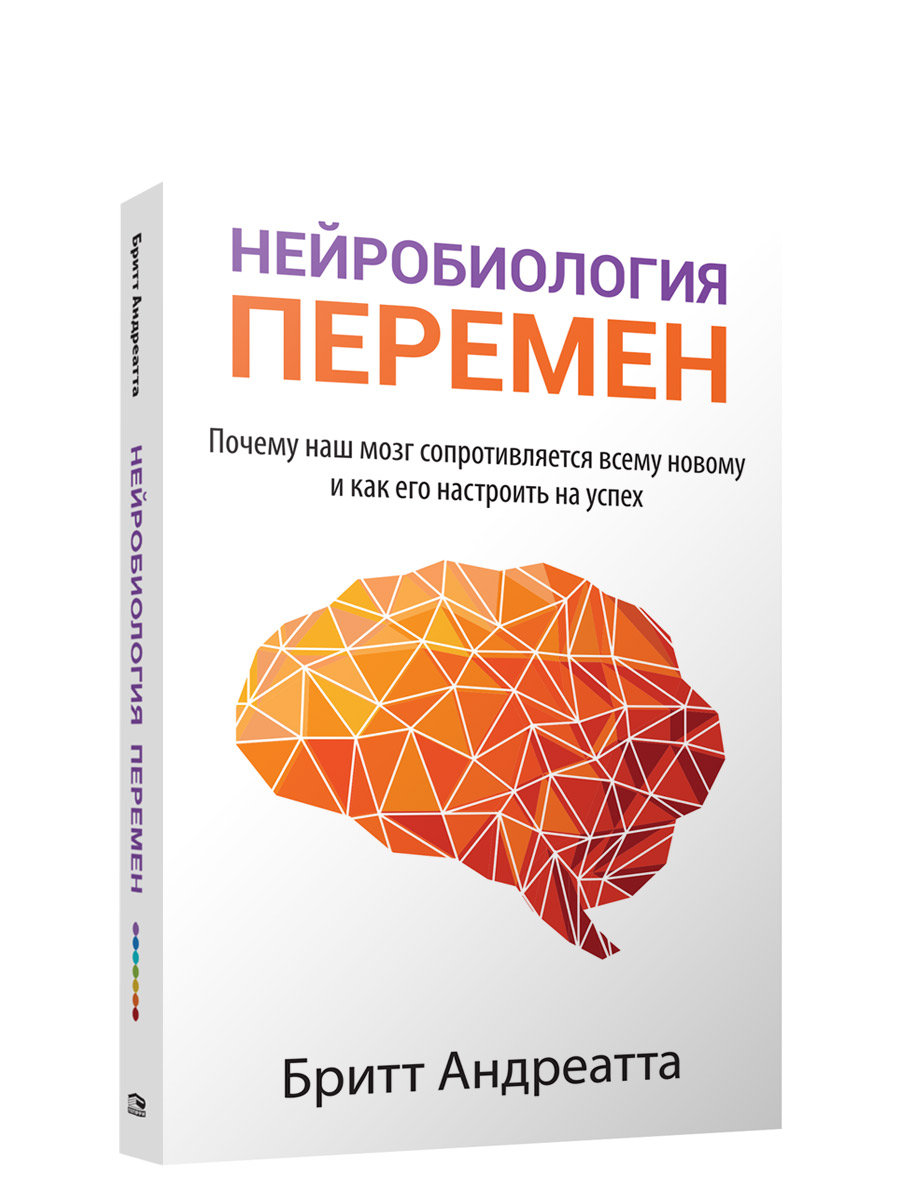 НЕЙРОБИОЛОГИЯ
ПЕРЕМЕН
Почему наш мозг сопротивляется всему новому
и как его настроить на успех
Бритт Андреатта
Бритт Андреатта НЕЙРОБИОЛОГИЯ ПЕРЕМЕН